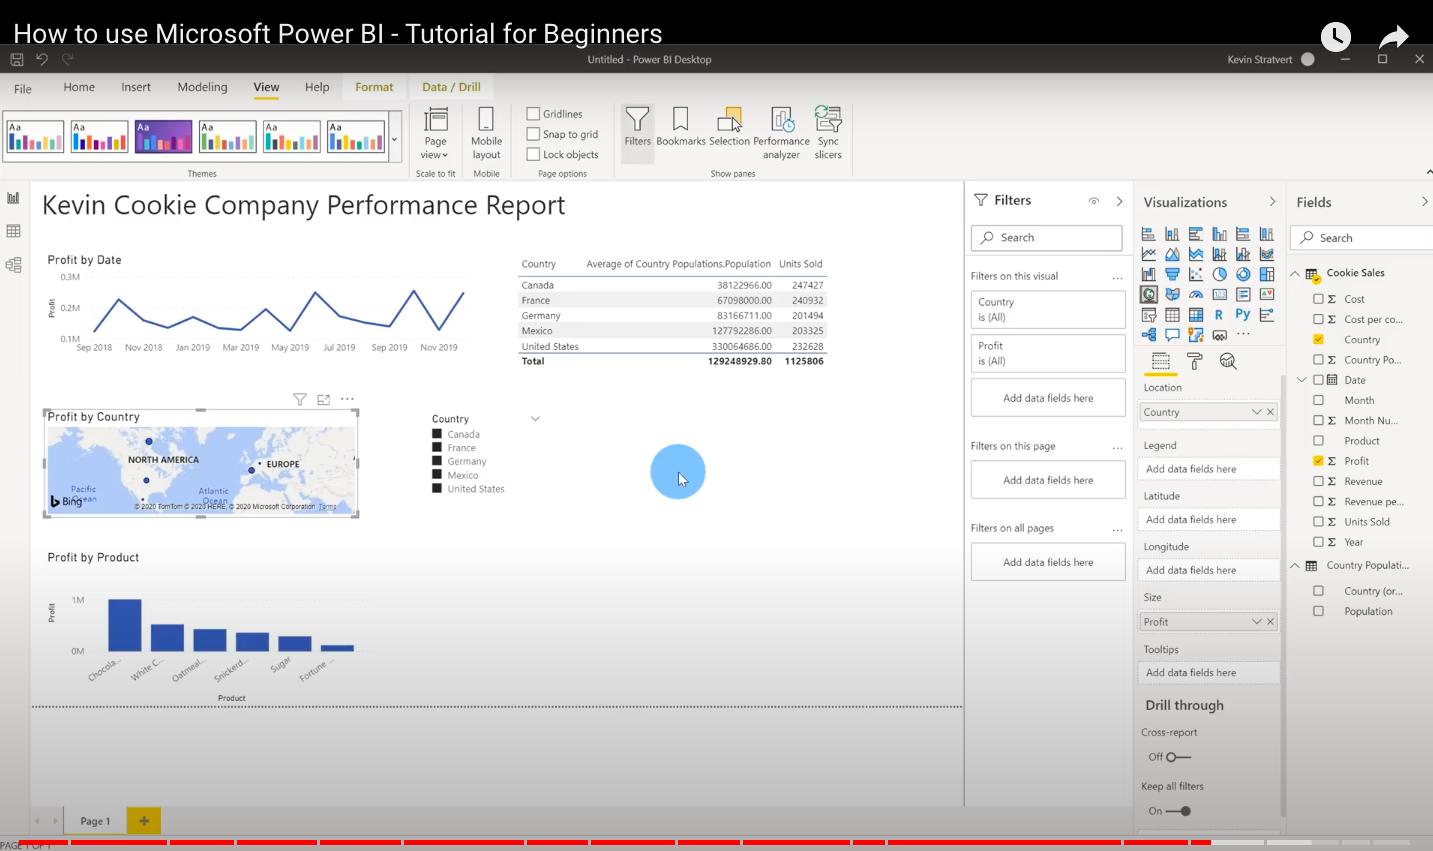 How to use Microsoft Power BI - Tutorial for Beginners
Untitled - Power BI Desktop
Kevin Stratvert
File
Home
Insert
Modeling
View
Help
Format
Data / Drill
Aa
Aa
Aa
Aa
Aa
Aa
Page view
Mobile layout
Gridlines
Snap to grid
Lock objects
Filters
Bookmarks
Selection
Performance analyzer
Sync slicers
Themes
Scale to fit
Mobile
Page options
Show panes
Kevin Cookie Company Performance Report
Profit by Date
0.3M
0.2M
0.1M
Profit
Sep 2018
Nov 2018
Jan 2019
Mar 2019
May 2019
Jul 2019
Sep 2019
Nov 2019
Country Average of Country Populations.Population Units Sold
Canada 38122966.00 247427
France 67098000.00 240932
Germany 83166711.00 201494
Mexico 127792286.00 203325
United States 330064686.00 232628
Total 129248929.80 1125806
Profit by Country
NORTH AMERICA
EUROPE
Pacific Ocean
Atlantic Ocean
Bing
© 2020 TomTom © 2020 HERE, © 2020 Microsoft Corporation Terms
Country
Canada
France
Germany
Mexico
United States
Profit by Product
1M
0M
Profit
Chocola...
White C...
Oatmeal...
Snickerd...
Sugar
Fortune ...
Product
Page 1
PAGE 1 OF 1
Filters
Search
Filters on this visual
Country
is (All)
Profit
is (All)
Add data fields here
Filters on this page
Add data fields here
Filters on all pages
Add data fields here
Visualizations
R
Py
Location
Country
Legend
Add data fields here
Latitude
Add data fields here
Longitude
Add data fields here
Size
Profit
Tooltips
Add data fields here
Drill through
Cross-report
Off
Keep all filters
On
Fields
Search
Cookie Sales
Cost
Cost per co...
Country
Country Po...
Date
Month
Month Nu...
Product
Profit
Revenue
Revenue pe...
Units Sold
Year
Country Populati...
Country (or...
Population